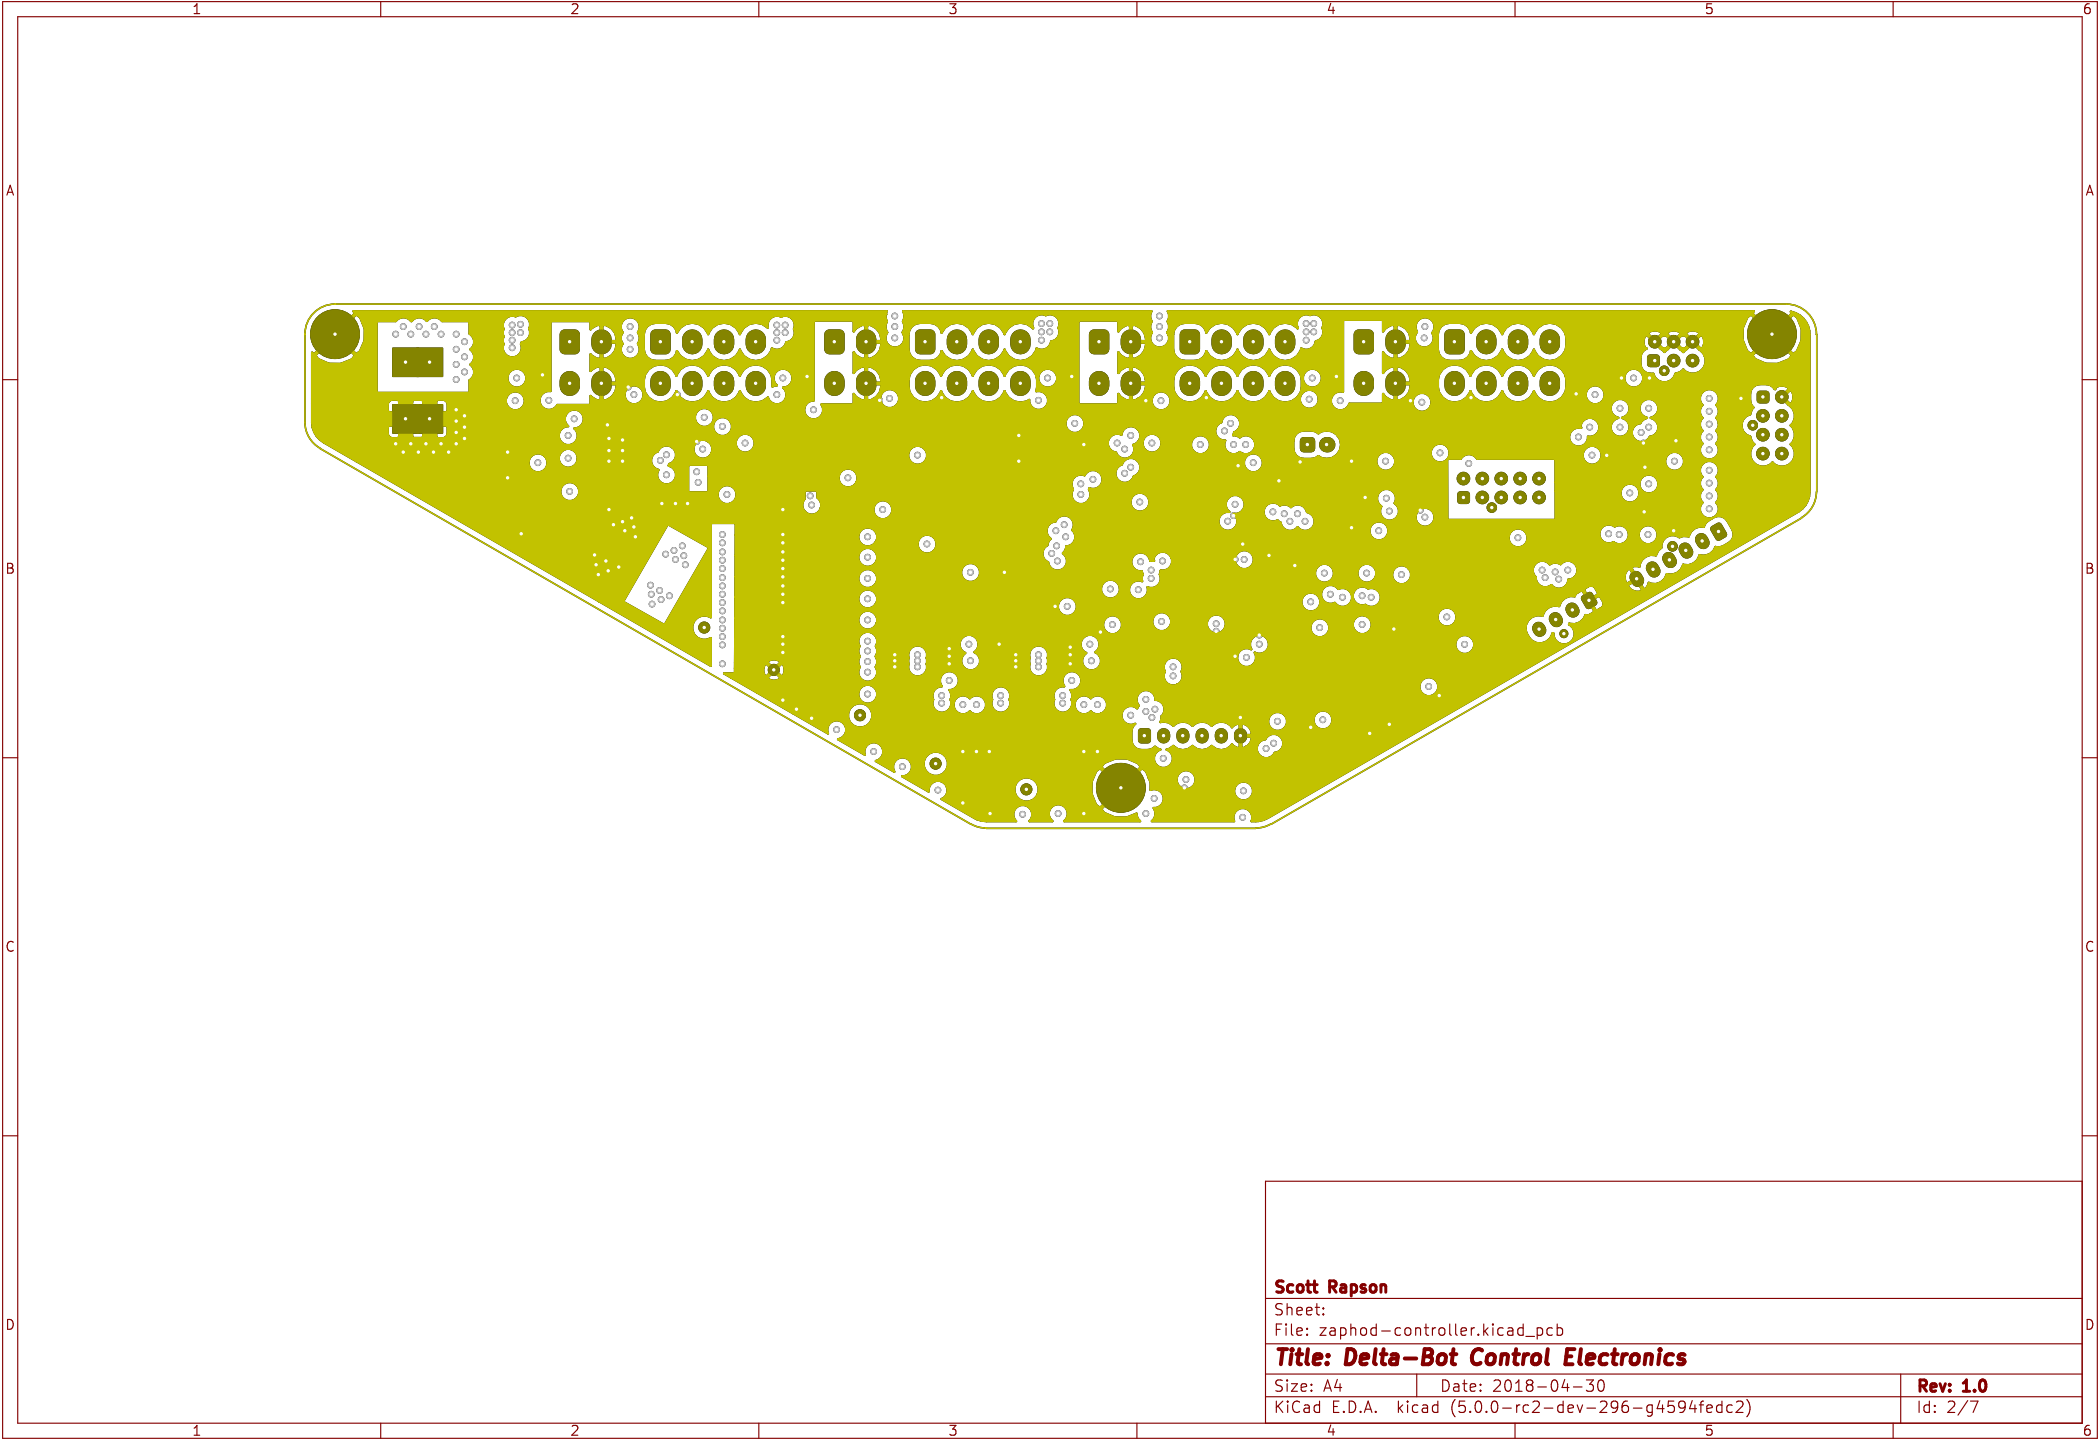 1 2 3 4 5 6
A A
B B
C C
D D
Scott Rapson
Sheet:
File: zaphod-controller.kicad_pcb
Title: Delta-Bot Control Electronics
Size: A4 Date: 2018-04-30 Rev: 1.0
KiCad E.D.A. kicad (5.0.0-rc2-dev-296-g4594fedc2) Id: 2/7
1 2 3 4 5 6